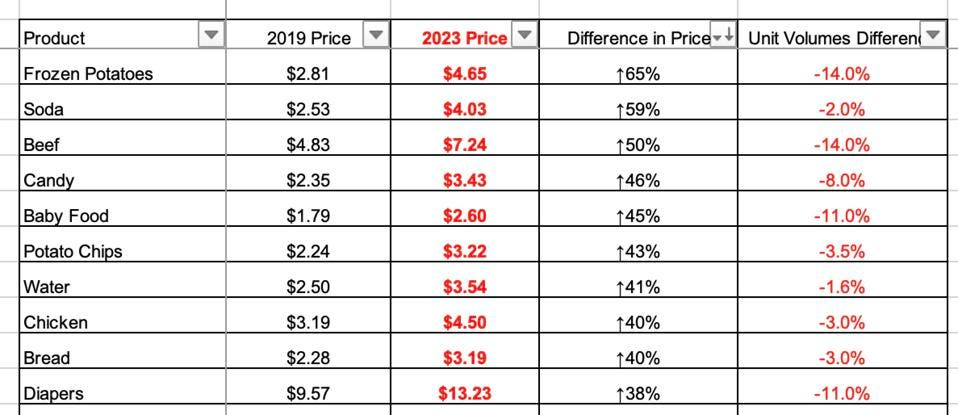 Product 2019 Price 2023 Price Difference in Price Unit Volumes Differen
Frozen Potatoes $2.81 $4.65 ↑65% -14.0%
Soda $2.53 $4.03 ↑59% -2.0%
Beef $4.83 $7.24 ↑50% -14.0%
Candy $2.35 $3.43 ↑46% -8.0%
Baby Food $1.79 $2.60 ↑45% -11.0%
Potato Chips $2.24 $3.22 ↑43% -3.5%
Water $2.50 $3.54 ↑41% -1.6%
Chicken $3.19 $4.50 ↑40% -3.0%
Bread $2.28 $3.19 ↑40% -3.0%
Diapers $9.57 $13.23 ↑38% -11.0%